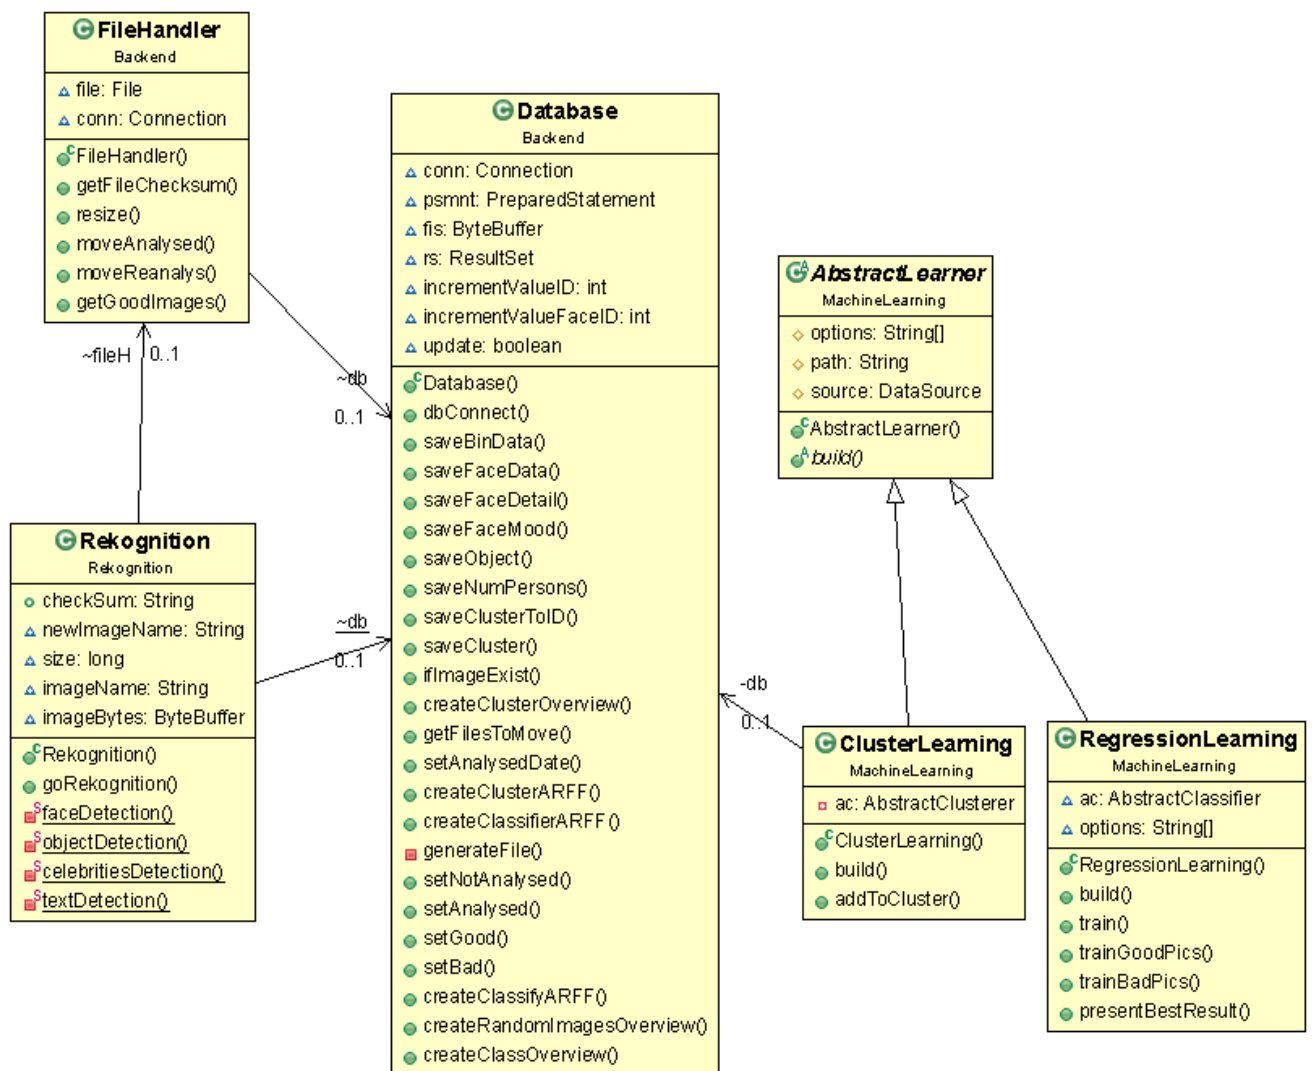 FileHandler
Backend
file: File
conn: Connection
FileHandler()
getFileChecksum()
resize()
moveAnalysed()
moveReanalys()
getGoodImages()
~fileH 0..1
~db
0..1
Rekognition
Rekognition
checkSum: String
newImageName: String
size: long
imageName: String
imageBytes: ByteBuffer
Rekognition()
goRekognition()
faceDetection()
objectDetection()
celebritiesDetection()
textDetection()
~db
0..1
Database
Backend
conn: Connection
psmnt: PreparedStatement
fis: ByteBuffer
rs: ResultSet
incrementValueID: int
incrementValueFaceID: int
update: boolean
Database()
dbConnect()
saveBinData()
saveFaceData()
saveFaceDetail()
saveFaceMood()
saveObject()
saveNumPersons()
saveClusterToID()
saveCluster()
ifImageExist()
createClusterOverview()
getFilesToMove()
setAnalysedDate()
createClusterARFF()
createClassifierARFF()
generateFile()
setNotAnalysed()
setAnalysed()
setGood()
setBad()
createClassifyARFF()
createRandomImagesOverview()
createClassOverview()
-db
0..1
AbstractLearner
MachineLearning
options: String[]
path: String
source: DataSource
AbstractLearner()
build()
ClusterLearning
MachineLearning
ac: AbstractClusterer
ClusterLearning()
build()
addToCluster()
RegressionLearning
MachineLearning
ac: AbstractClassifier
options: String[]
RegressionLearning()
build()
train()
trainGoodPics()
trainBadPics()
presentBestResult()